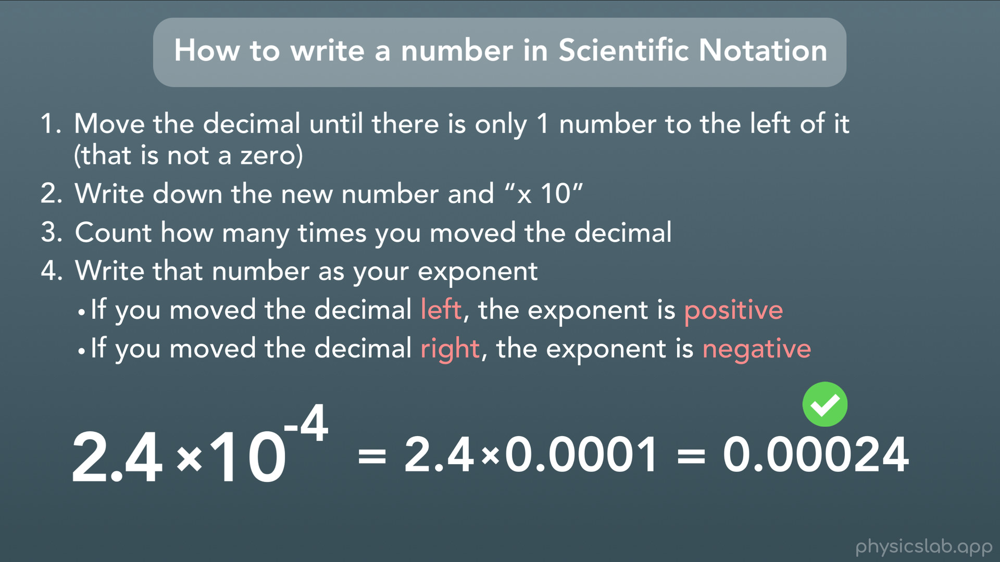 How to write a number in Scientific Notation
1. Move the decimal until there is only 1 number to the left of it
(that is not a zero)
2. Write down the new number and “x 10”
3. Count how many times you moved the decimal
4. Write that number as your exponent
• If you moved the decimal left, the exponent is positive
• If you moved the decimal right, the exponent is negative
2.4 ×10⁻⁴ = 2.4×0.0001 = 0.00024
physicslab.app